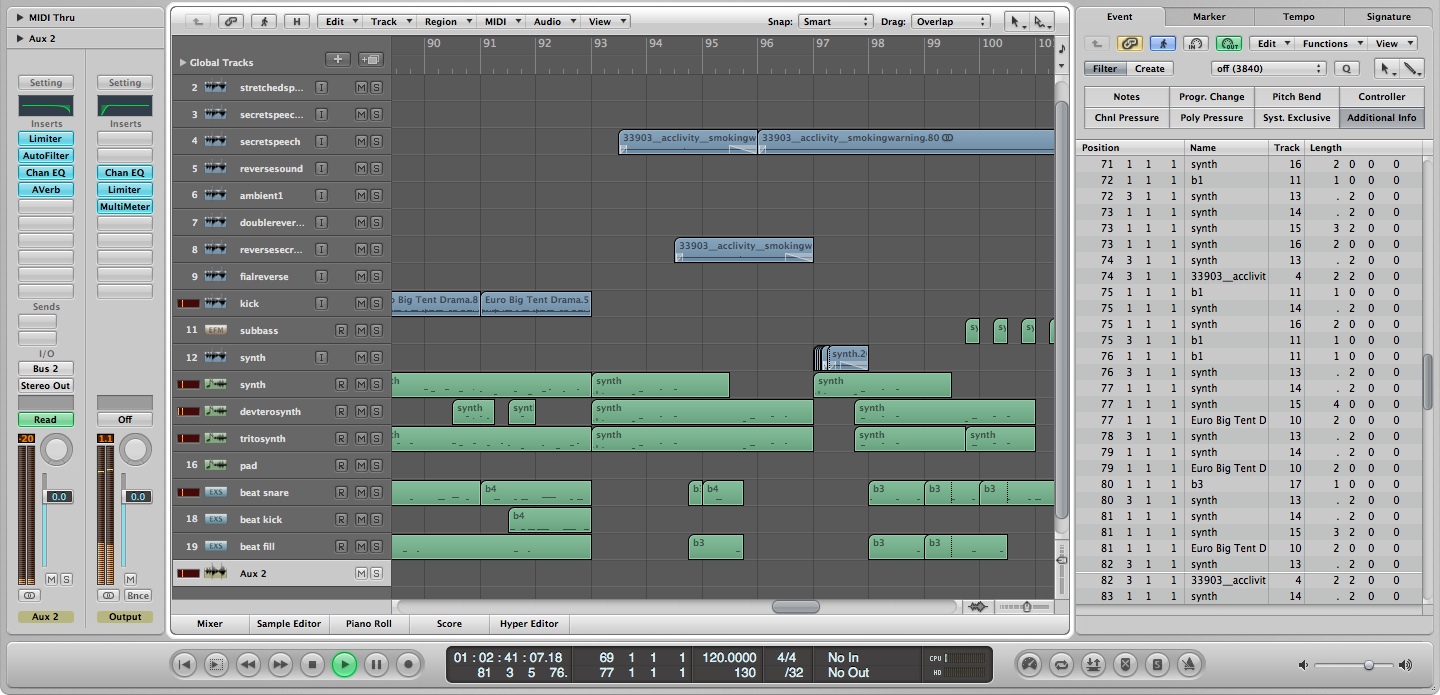 MIDI Thru
Aux 2
Setting Setting
Inserts Inserts
Limiter
AutoFilter
Chan EQ Chan EQ
AVerb Limiter
MultiMeter
Sends
I/O
Bus 2
Stereo Out
Read Off
-20 1.1
0.0 0.0
M S M
Bnce
Aux 2 Output
H Edit Track Region MIDI Audio View Snap: Smart Drag: Overlap
90 91 92 93 94 95 96 97 98 99 100 101
Global Tracks
2 stretchedsp... I M S
3 secretspeec... I M S
4 secretspeech I M S 33903__acclivity__smokingw 33903__acclivity__smokingwarning.80
5 reversesound I M S
6 ambient1 I M S
7 doublerever... I M S
8 reversesecr... I M S 33903__acclivity__smokingw
9 fialreverse I M S
kick I M S o Big Tent Drama.8 Euro Big Tent Drama.5
11 EFM subbass R M S sy sy sy
12 synth I M S synth.2
synth R M S th synth synth
devterosynth R M S synth synt synth synth
tritosynth R M S th synth synth synth
16 pad R M S
EXS beat snare R M S b4 b b4 b3 b3 b3
18 EXS beat kick R M S b4
19 EXS beat fill R M S b3 b3 b3
Aux 2 M S
Mixer Sample Editor Piano Roll Score Hyper Editor
Event Marker Tempo Signature
IN OUT Edit Functions View
Filter Create off (3840) Q
Notes Progr. Change Pitch Bend Controller
Chnl Pressure Poly Pressure Syst. Exclusive Additional Info
Position Name Track Length
71 1 1 1 synth 16 2 0 0 0
72 1 1 1 b1 11 1 0 0 0
72 3 1 1 synth 13 . 2 0 0
73 1 1 1 synth 14 . 2 0 0
73 1 1 1 synth 15 3 2 0 0
73 1 1 1 synth 16 2 0 0 0
74 3 1 1 synth 13 . 2 0 0
74 3 1 1 33903__acclivit 4 2 2 0 0
75 1 1 1 b1 11 1 0 0 0
75 1 1 1 synth 14 . 2 0 0
75 1 1 1 synth 16 2 0 0 0
75 3 1 1 b1 11 1 0 0 0
76 1 1 1 b1 11 1 0 0 0
76 3 1 1 synth 13 . 2 0 0
77 1 1 1 synth 14 . 2 0 0
77 1 1 1 synth 15 4 0 0 0
77 1 1 1 Euro Big Tent D 10 2 0 0 0
78 3 1 1 synth 13 . 2 0 0
79 1 1 1 synth 14 . 2 0 0
79 1 1 1 Euro Big Tent D 10 2 0 0 0
80 1 1 1 b3 17 1 0 0 0
80 3 1 1 synth 13 . 2 0 0
81 1 1 1 synth 14 . 2 0 0
81 1 1 1 synth 15 3 2 0 0
81 1 1 1 Euro Big Tent D 10 2 0 0 0
82 3 1 1 synth 13 . 2 0 0
82 3 1 1 33903__acclivit 4 2 2 0 0
83 1 1 1 synth 14 . 2 0 0
01 : 02 : 41 : 07.18 69 1 1 1 120.0000 4/4 No In CPU
81 3 5 76. 77 1 1 1 130 /32 No Out HD
S